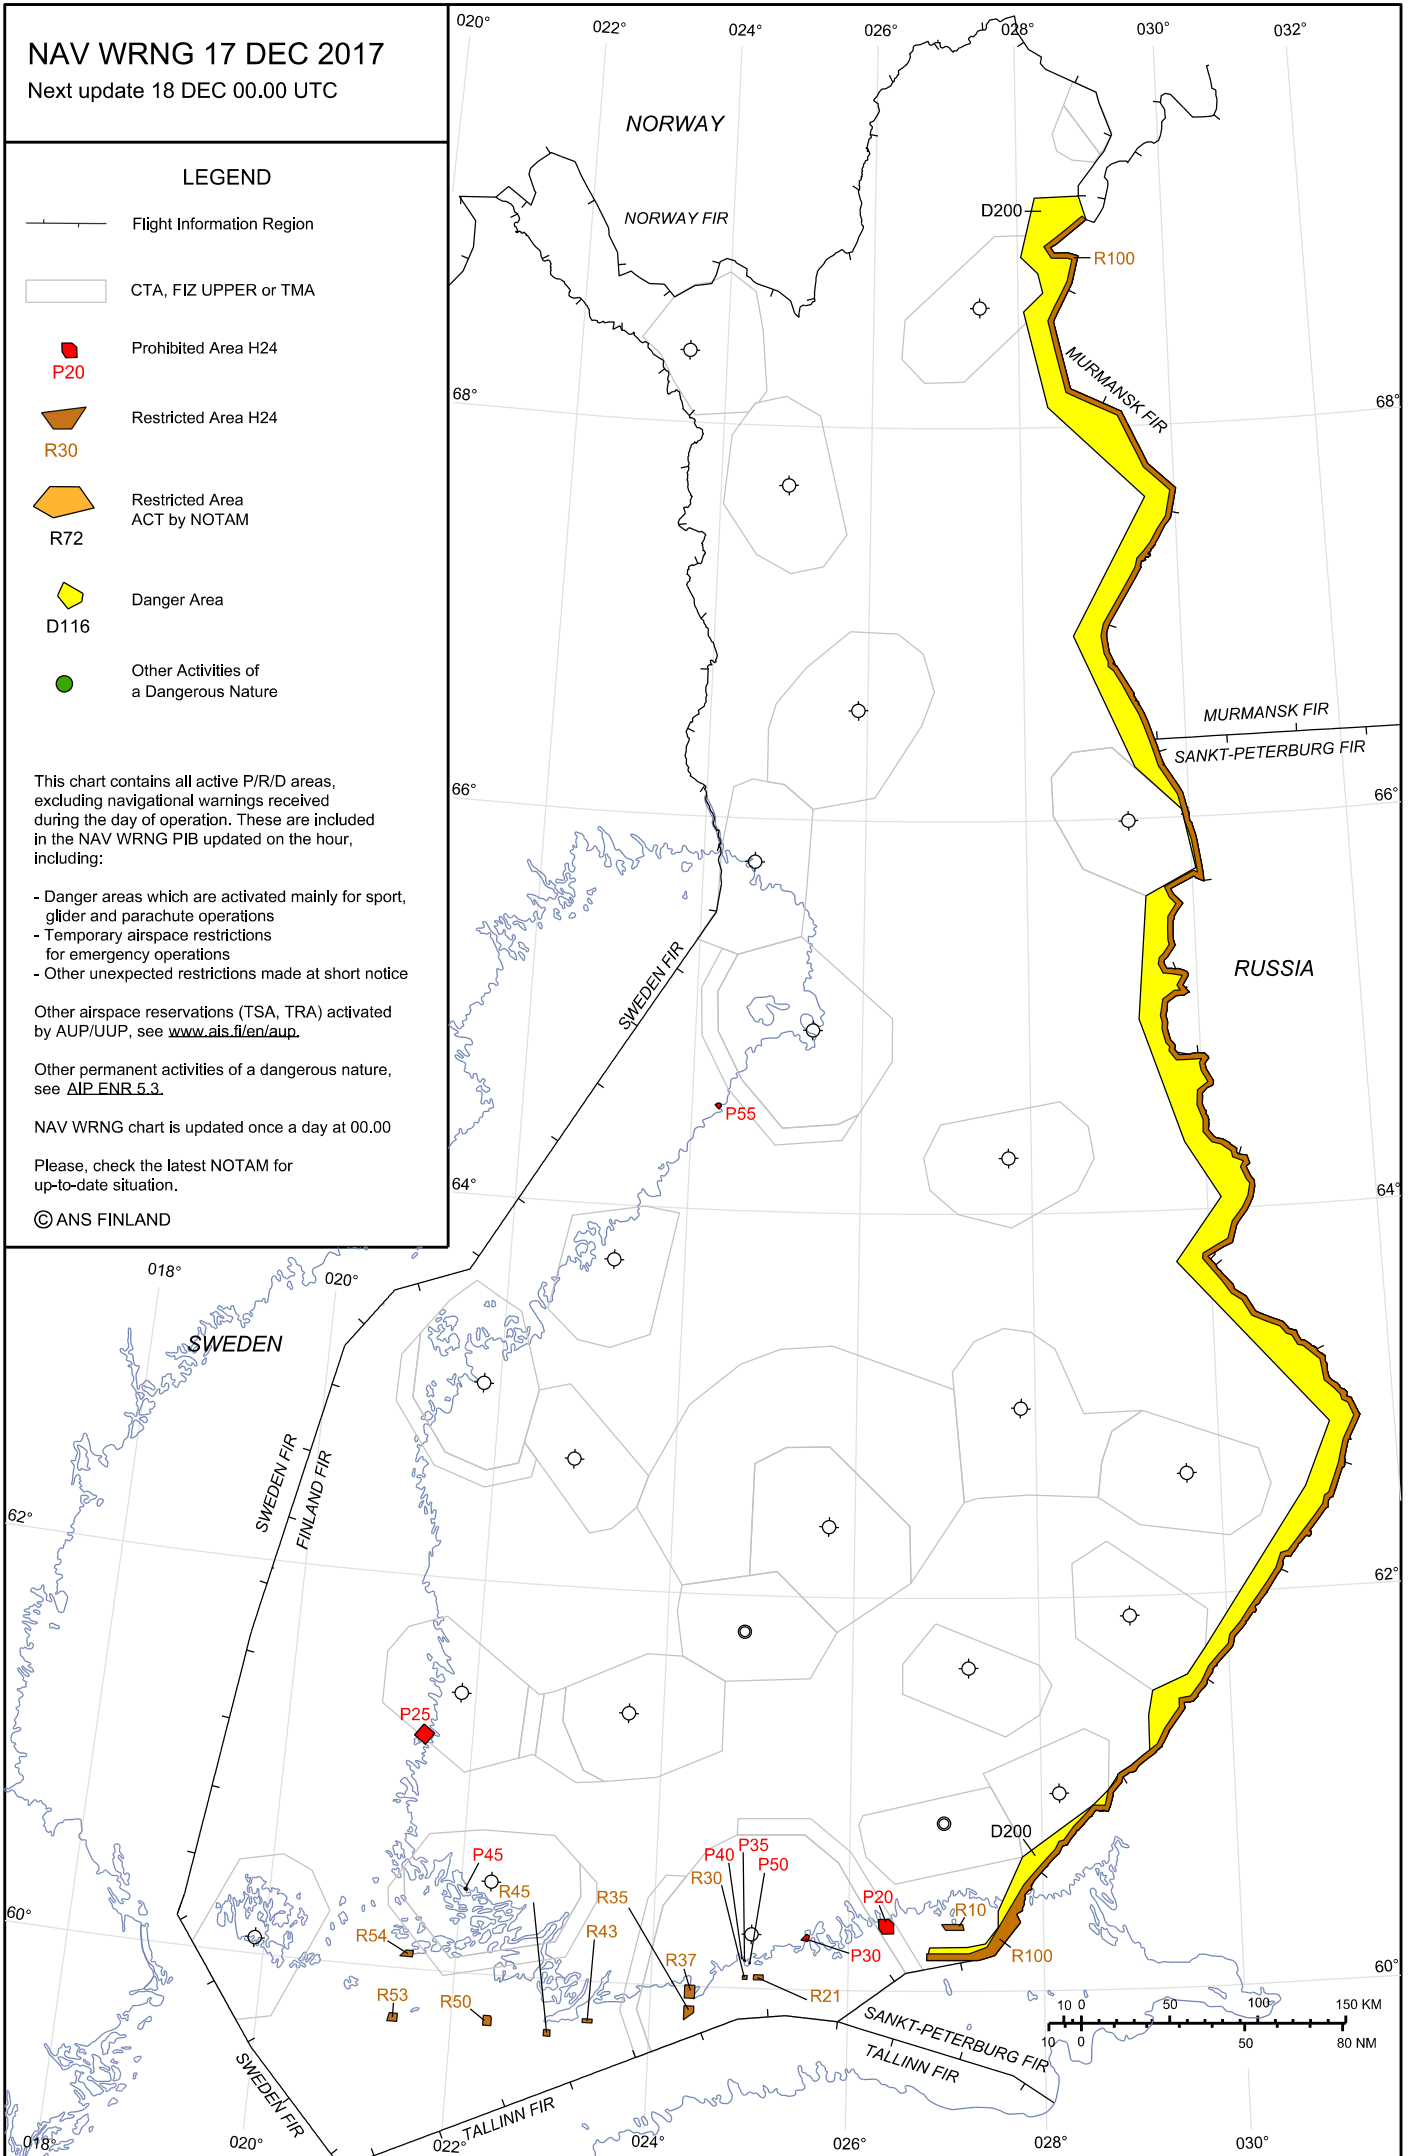 NAV WRNG 17 DEC 2017
Next update 18 DEC 00.00 UTC
LEGEND
Flight Information Region
CTA, FIZ UPPER or TMA
Prohibited Area H24
P20
Restricted Area H24
R30
Restricted Area
ACT by NOTAM
R72
Danger Area
D116
Other Activities of
a Dangerous Nature
This chart contains all active P/R/D areas,
excluding navigational warnings received
during the day of operation. These are included
in the NAV WRNG PIB updated on the hour,
including:
- Danger areas which are activated mainly for sport,
glider and parachute operations
- Temporary airspace restrictions
for emergency operations
- Other unexpected restrictions made at short notice
Other airspace reservations (TSA, TRA) activated
by AUP/UUP, see www.ais.fi/en/aup.
Other permanent activities of a dangerous nature,
see AIP ENR 5.3.
NAV WRNG chart is updated once a day at 00.00
Please, check the latest NOTAM for
up-to-date situation.
© ANS FINLAND
020°
022°
024°
026°
028°
030°
032°
NORWAY
NORWAY FIR
D200
R100
MURMANSK FIR
68°
68°
MURMANSK FIR
SANKT-PETERBURG FIR
66°
66°
RUSSIA
SWEDEN FIR
P55
64°
64°
018°
020°
SWEDEN
SWEDEN FIR
FINLAND FIR
62°
62°
P25
D200
P45
P40
P35
P50
R30
R45
R35
P20
R10
R54
R43
R37
P30
R100
R53
R50
R21
60°
60°
10 0 50 100 150 KM
10 0 50 80 NM
SANKT-PETERBURG FIR
TALLINN FIR
SWEDEN FIR
TALLINN FIR
018°
020°
022°
024°
026°
028°
030°